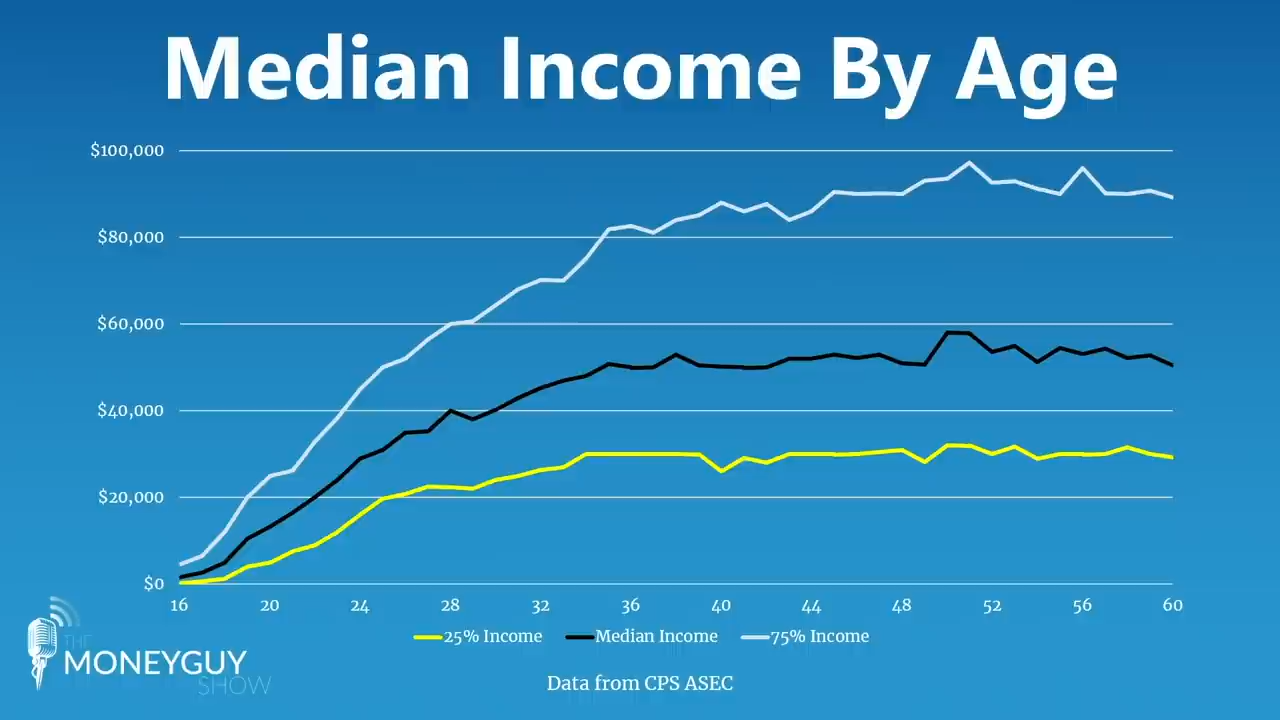 Median Income By Age
$100,000
$80,000
$60,000
$40,000
$20,000
$0
16 20 24 28 32 36 40 44 48 52 56 60
25% Income Median Income 75% Income
THE
MONEYGUY
SHOW
Data from CPS ASEC